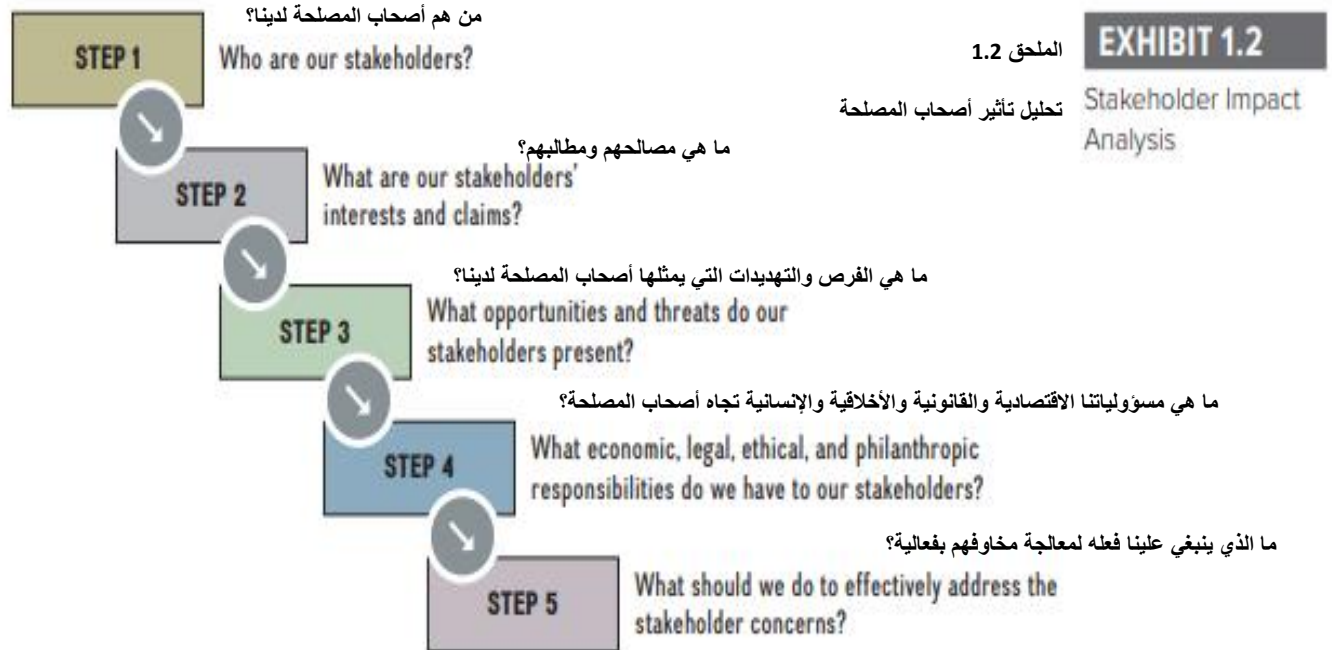 EXHIBIT 1.2
الملحق 1.2
Stakeholder Impact
Analysis
تحليل تأثير أصحاب المصلحة
STEP 1
من هم أصحاب المصلحة لدينا؟
Who are our stakeholders?
STEP 2
ما هي مصالحهم ومطالبهم؟
What are our stakeholders'
interests and claims?
STEP 3
ما هي الفرص والتهديدات التي يمثلها أصحاب المصلحة لدينا؟
What opportunities and threats do our
stakeholders present?
STEP 4
ما هي مسؤولياتنا الاقتصادية والقانونية والأخلاقية والإنسانية تجاه أصحاب المصلحة؟
What economic, legal, ethical, and philanthropic
responsibilities do we have to our stakeholders?
STEP 5
ما الذي ينبغي علينا فعله لمعالجة مخاوفهم بفعالية؟
What should we do to effectively address the
stakeholder concerns?